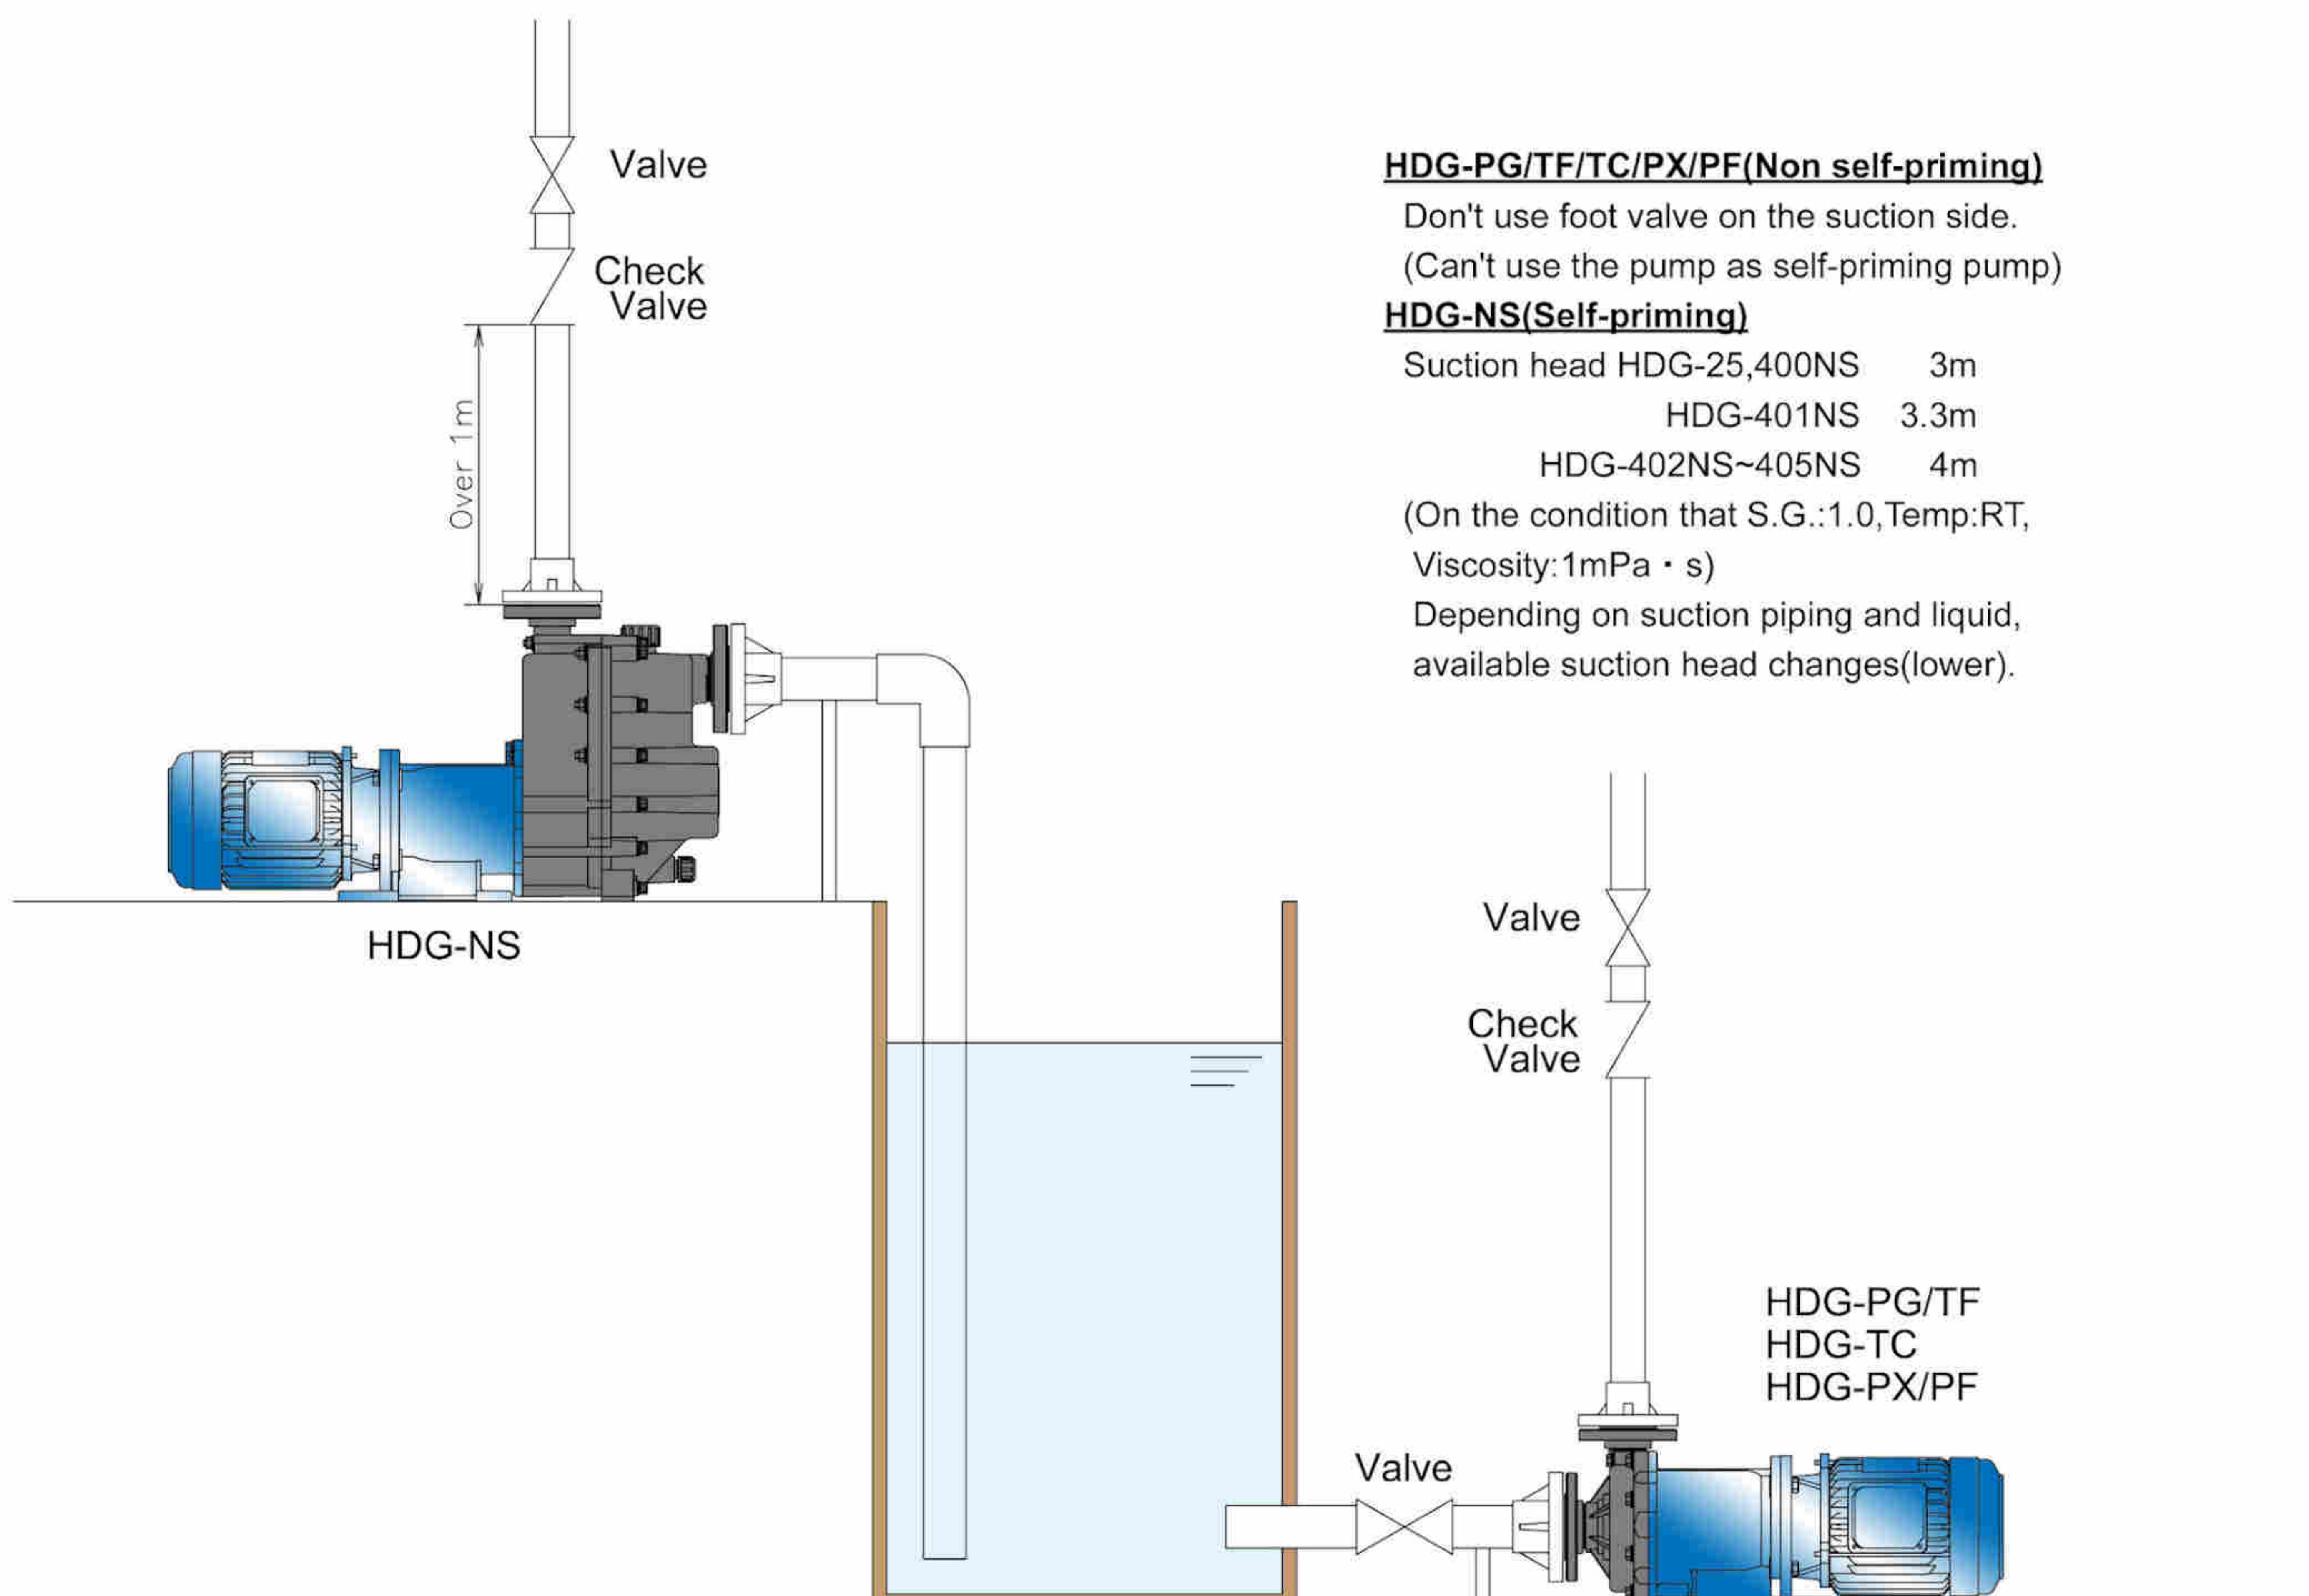 Valve
Check
Valve
Over 1m
HDG-NS
HDG-PG/TF/TC/PX/PF(Non self-priming)
Don't use foot valve on the suction side.
(Can't use the pump as self-priming pump)
HDG-NS(Self-priming)
Suction head HDG-25,400NS 3m
HDG-401NS 3.3m
HDG-402NS~405NS 4m
(On the condition that S.G.:1.0,Temp:RT,
Viscosity:1mPa・s)
Depending on suction piping and liquid,
available suction head changes(lower).
Valve
Check
Valve
HDG-PG/TF
HDG-TC
HDG-PX/PF
Valve